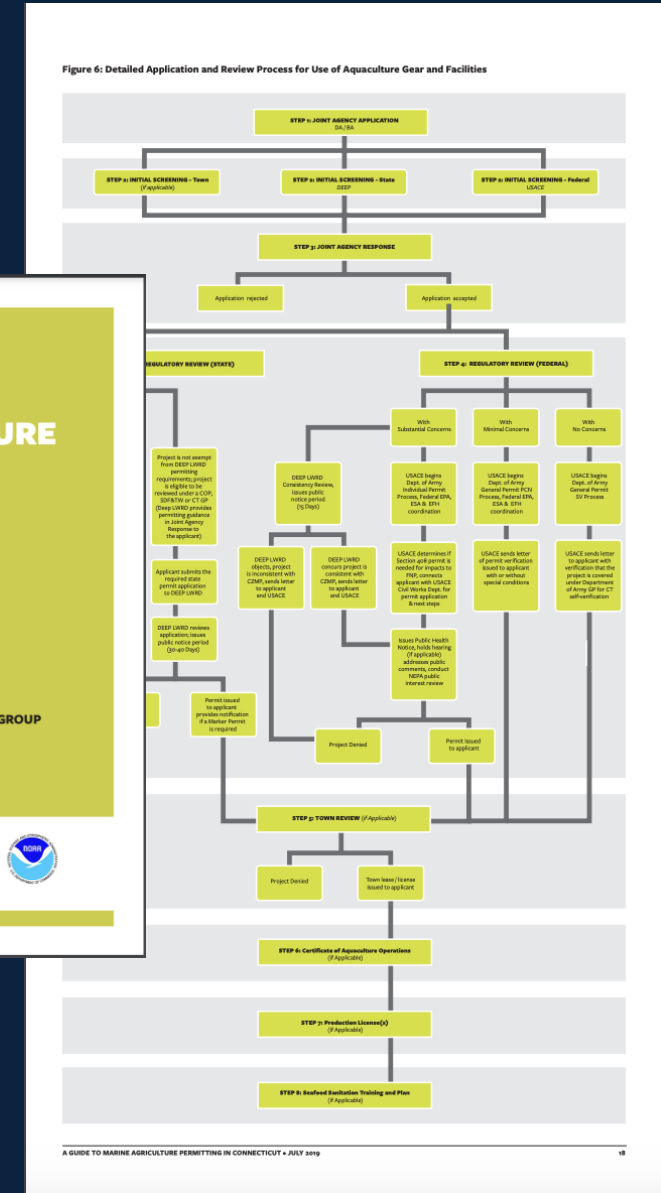 Figure 6: Detailed Application and Review Process for Use of Aquaculture Gear and Facilities
STEP 1: JOINT AGENCY APPLICATION
DA/BA
STEP 2: INITIAL SCREENING - Town
(if applicable)
STEP 2: INITIAL SCREENING - State
DEEP
STEP 2: INITIAL SCREENING - Federal
USACE
STEP 3: JOINT AGENCY RESPONSE
Application rejected
Application accepted
REGULATORY REVIEW (STATE)
STEP 4: REGULATORY REVIEW (FEDERAL)
URE
With
Substantial Concerns
With
Minimal Concerns
With
No Concerns
Project is not exempt
from DEEP LWRD
permitting
requirements; project
is eligible to be
reviewed under a COP,
SDF&TW or CT GP
(Deep LWRD provides
permitting guidance
in Joint Agency
Response to
the applicant)
DEEP LWRD
Consistency Review,
issues public
notice period
(15 Days)
USACE begins
Dept. of Army
Individual Permit
Process, Federal EPA,
ESA & EFH
coordination
USACE begins
Dept. of Army
General Permit PCN
Process, Federal EPA,
ESA & EFH
coordination
USACE begins
Dept. of Army
General Permit
SV Process
Applicant submits the
required state
permit application
to DEEP LWRD
DEEP LWRD
objects, project
is inconsistent with
CZMP, sends letter
to applicant
and USACE
DEEP LWRD
concurs project is
consistent with
CZMP, sends letter
to applicant
and USACE
USACE determines if
Section 408 permit is
needed for impacts to
FNP, connects
applicant with USACE
Civil Works Dept. for
permit application
& next steps
USACE sends letter
of permit verification
issued to applicant
with or without
special conditions
USACE sends letter
to applicant with
verification that the
project is covered
under Department
of Army GP for CT
self-verification
DEEP LWRD reviews
application; issues
public notice period
(30-40 Days)
Issues Public Health
Notice, holds hearing
(if applicable)
addresses public
comments, conduct
NEPA public
interest review
GROUP
Permit issued
to applicant
provides notification
if a Marker Permit
is required
Project Denied
Permit issued
to applicant
STEP 5: TOWN REVIEW (if Applicable)
NOAA
Project Denied
Town lease/license
issued to applicant
STEP 6: Certificate of Aquaculture Operations
(if Applicable)
STEP 7: Production License(s)
(if Applicable)
STEP 8: Seafood Sanitation Training and Plan
(if Applicable)
A GUIDE TO MARINE AGRICULTURE PERMITTING IN CONNECTICUT • JULY 2019
18